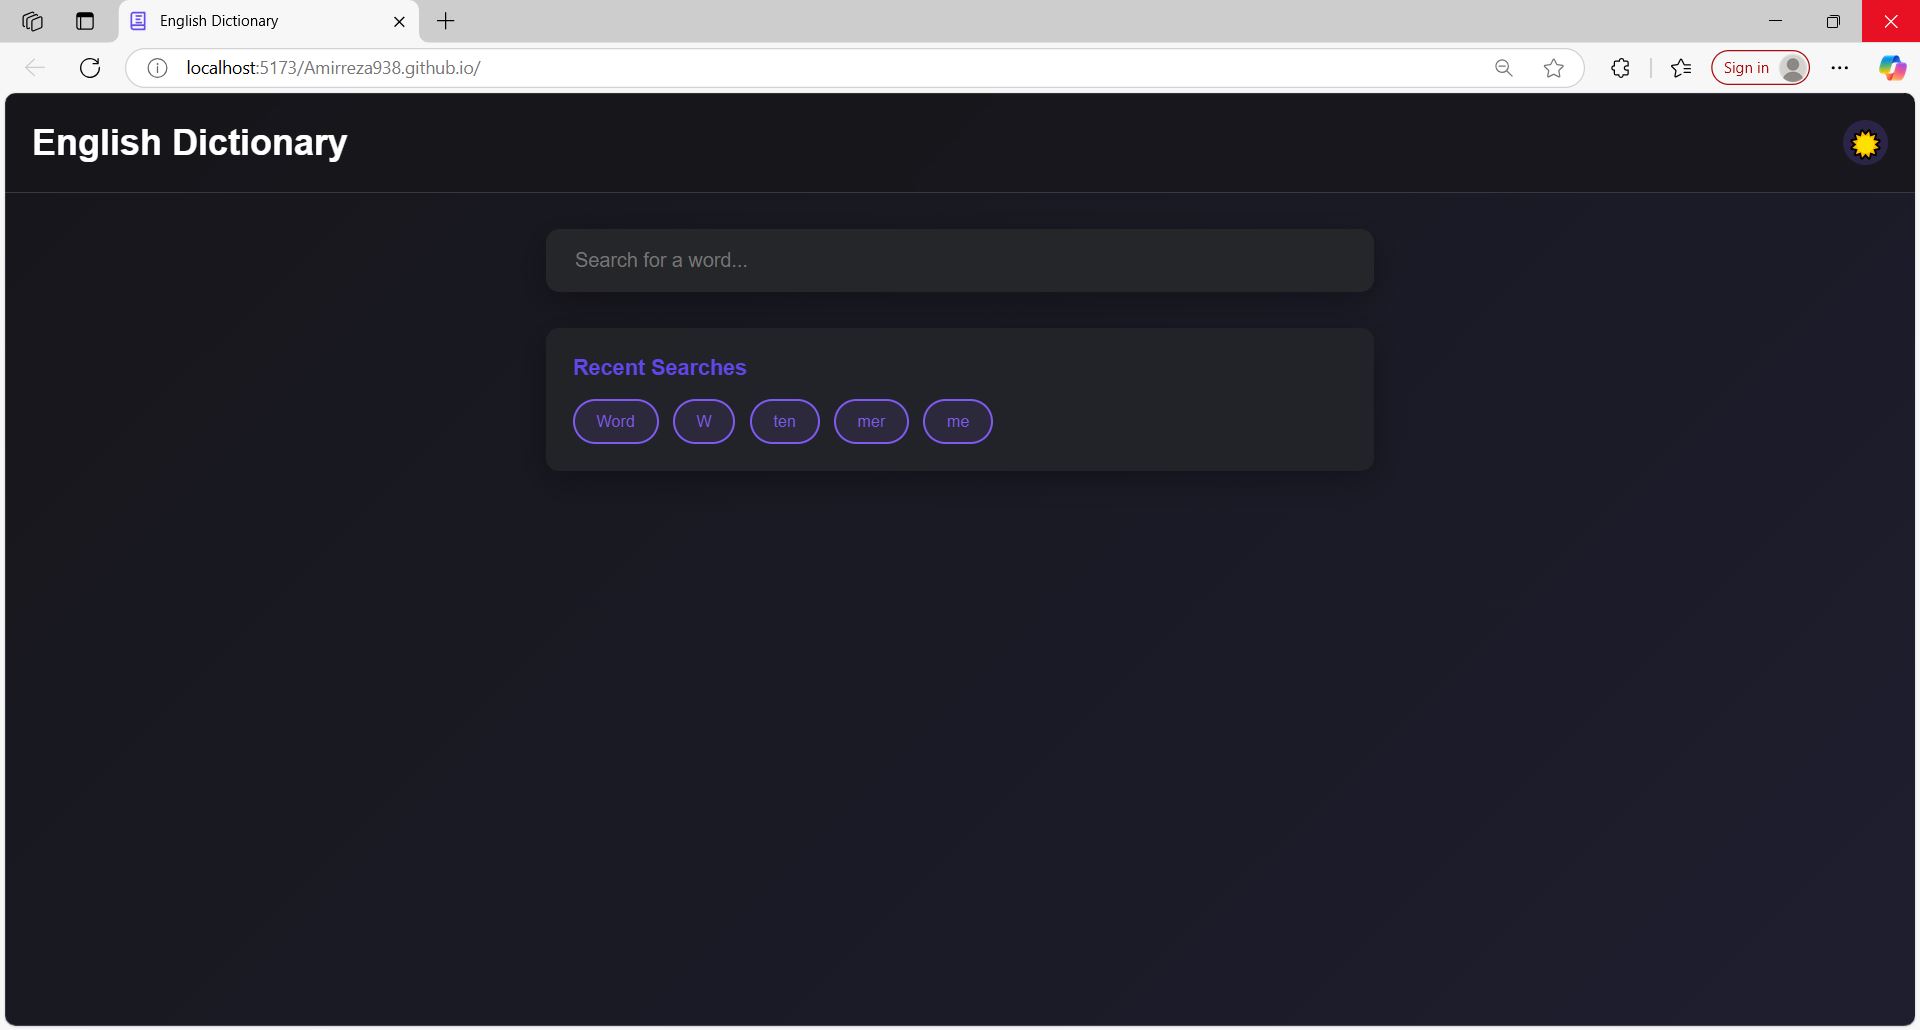 English Dictionary
localhost:5173/Amirreza938.github.io/
Sign in
English Dictionary
Search for a word...
Recent Searches
Word W ten mer me